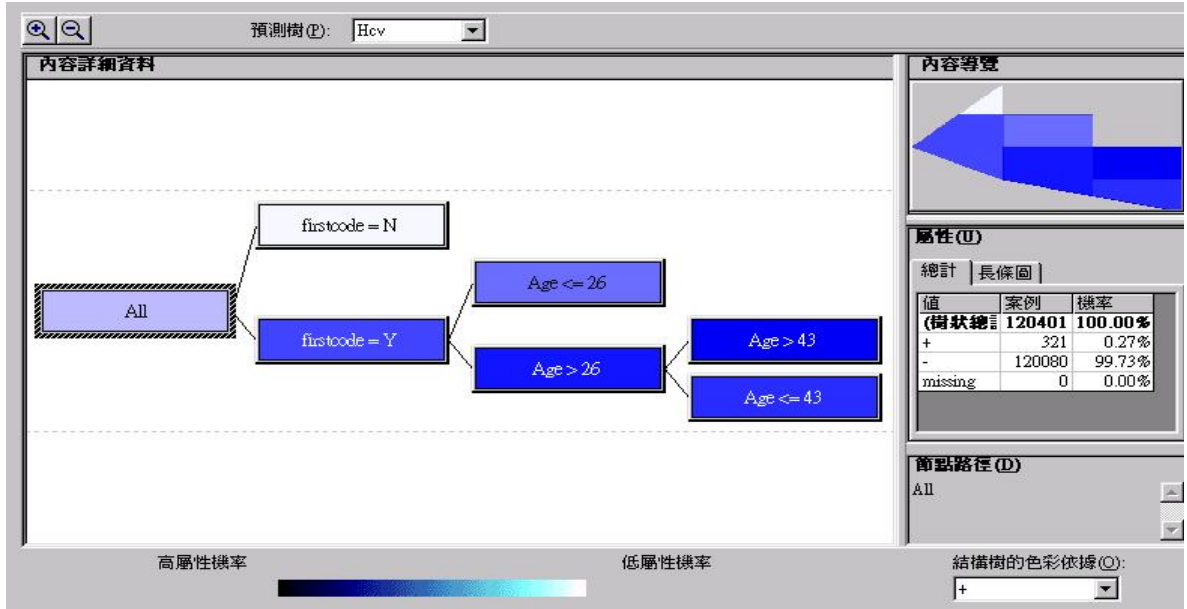 預測樹(P): Hcv
內容詳細資料
內容導覽
firstcode = N
All
Age <= 26
firstcode = Y
Age > 43
Age > 26
Age <= 43
屬性(U)
總計 長條圖
值 案例 機率
(樹狀總 120401 100.00%
+ 321 0.27%
- 120080 99.73%
missing 0 0.00%
節點路徑(D)
All
高屬性機率 低屬性機率 結構樹的色彩依據(O):
+